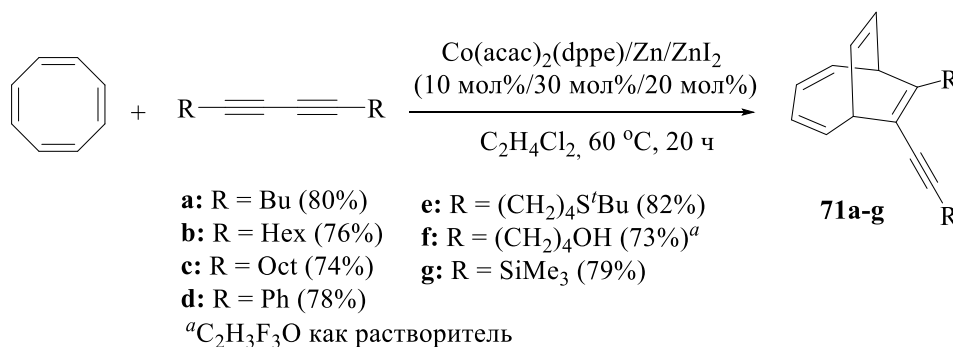 Co(acac)₂(dppe)/Zn/ZnI₂
(10 мол%/30 мол%/20 мол%)
C₂H₄Cl₂, 60 °C, 20 ч
+
R
R
R
R
71a-g
a: R = Bu (80%)
b: R = Hex (76%)
c: R = Oct (74%)
d: R = Ph (78%)
e: R = (CH₂)₄SᵗBu (82%)
f: R = (CH₂)₄OH (73%)ᵃ
g: R = SiMe₃ (79%)
ᵃC₂H₃F₃O как растворитель